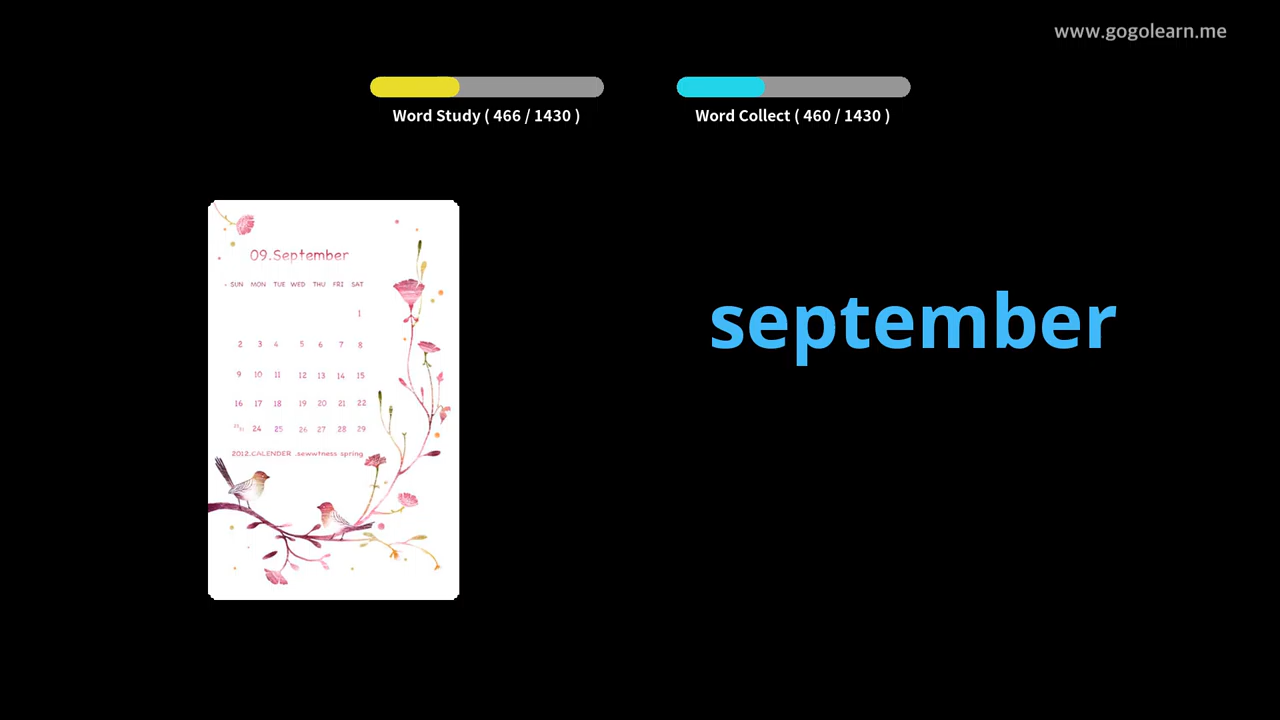 www.gogolearn.me
Word Study ( 466 / 1430 )
Word Collect ( 460 / 1430 )
09.September
SUN MON TUE WED THU FRI SAT
1
2 3 4 5 6 7 8
9 10 11 12 13 14 15
16 17 18 19 20 21 22
24 25 26 27 28 29
2012.CALENDER .sewwtness spring
september